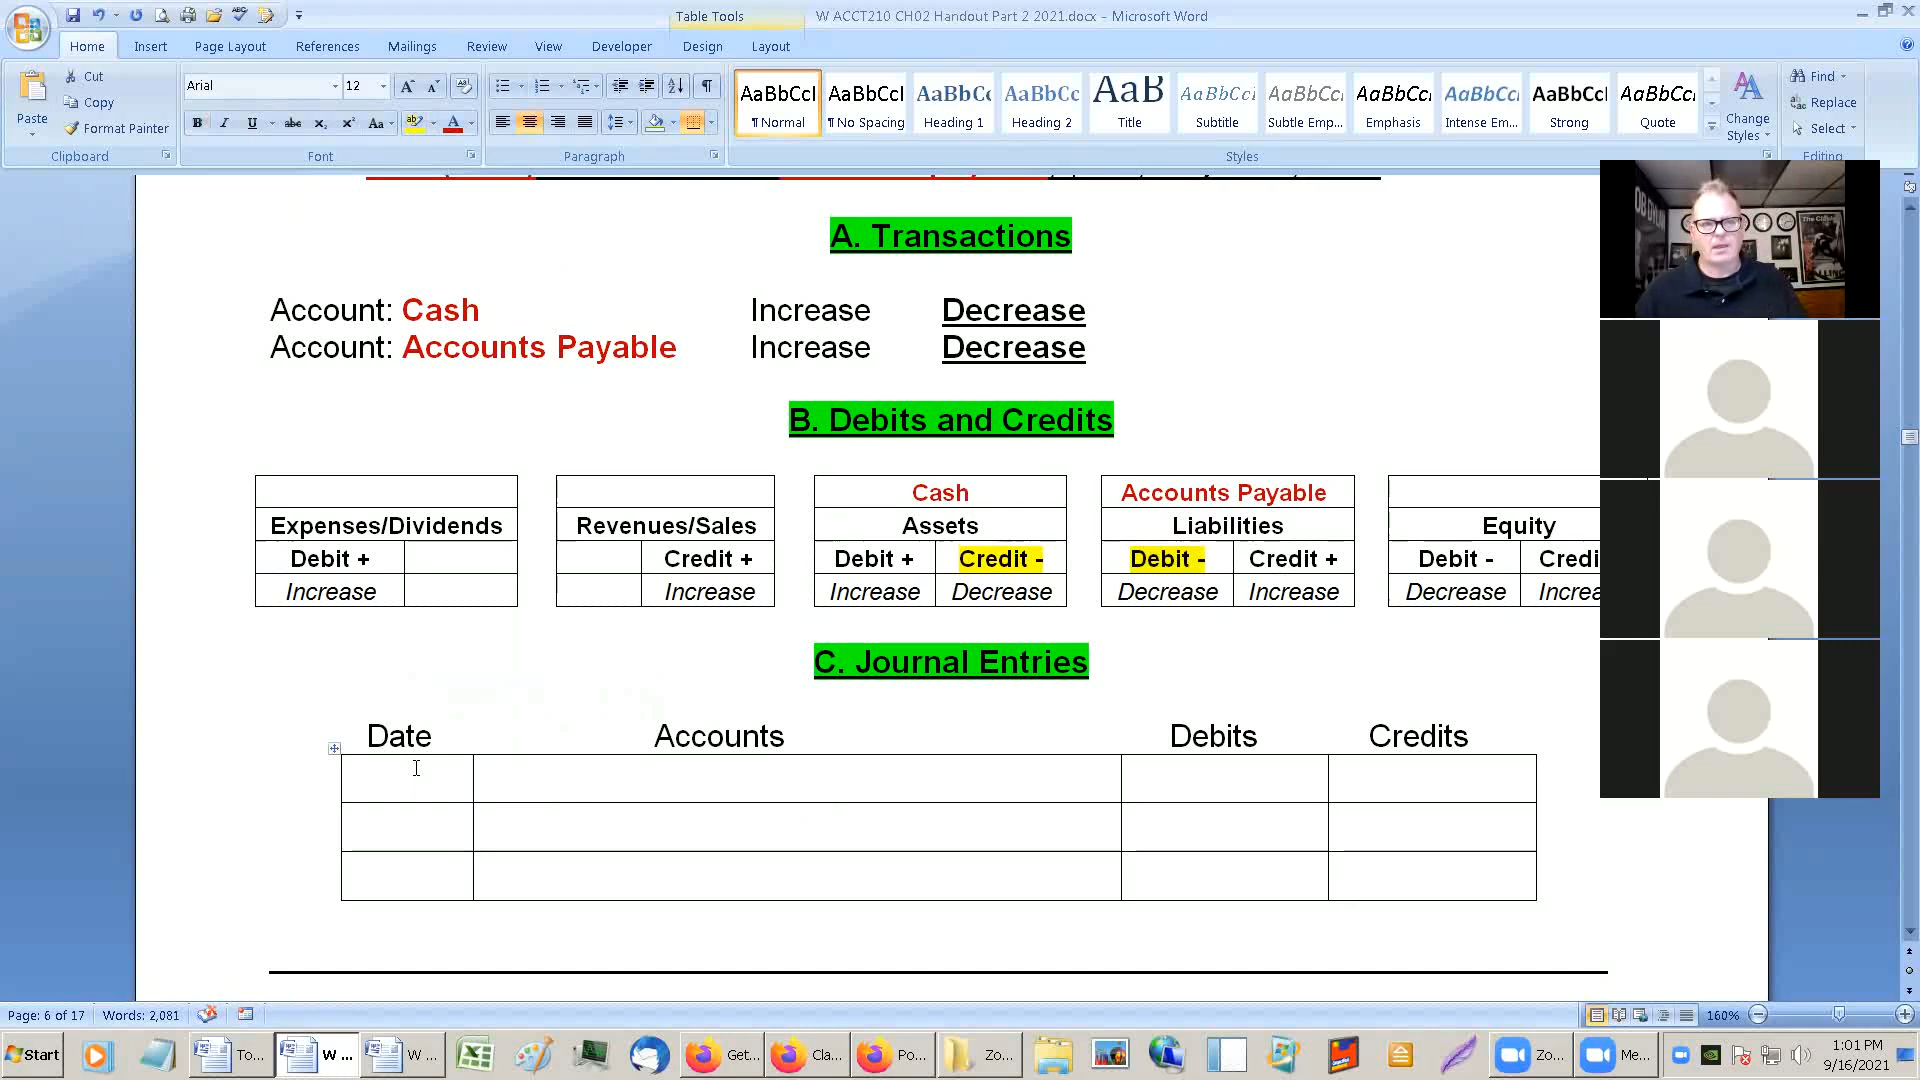 Table Tools
W ACCT210 CH02 Handout Part 2 2021.docx - Microsoft Word
Home
Insert
Page Layout
References
Mailings
Review
View
Developer
Design
Layout
Paste
Cut
Copy
Format Painter
Clipboard
Arial
12
Font
Paragraph
AaBbCcI AaBbCcI AaBbCc AaBbCc AaB AaBbCcI AaBbCcI AaBbCcI AaBbCcI AaBbCcI AaBbCcI
¶ Normal
¶ No Spacing
Heading 1
Heading 2
Title
Subtitle
Subtle Emp...
Emphasis
Intense Em...
Strong
Quote
Styles
Change
Styles
Find
Replace
Select
Editing
A. Transactions
Account: Cash Increase Decrease
Account: Accounts Payable Increase Decrease
B. Debits and Credits
Cash Accounts Payable
Expenses/Dividends Revenues/Sales Assets Liabilities Equity
Debit + Credit + Debit + Credit - Debit - Credit + Debit - Credi
Increase Increase Increase Decrease Decrease Increase Decrease Increa
C. Journal Entries
Date Accounts Debits Credits
Page: 6 of 17
Words: 2,081
160%
Start
To...
W ...
W ...
Get...
Cla...
Po...
Zo...
Zo...
Me...
1:01 PM
9/16/2021